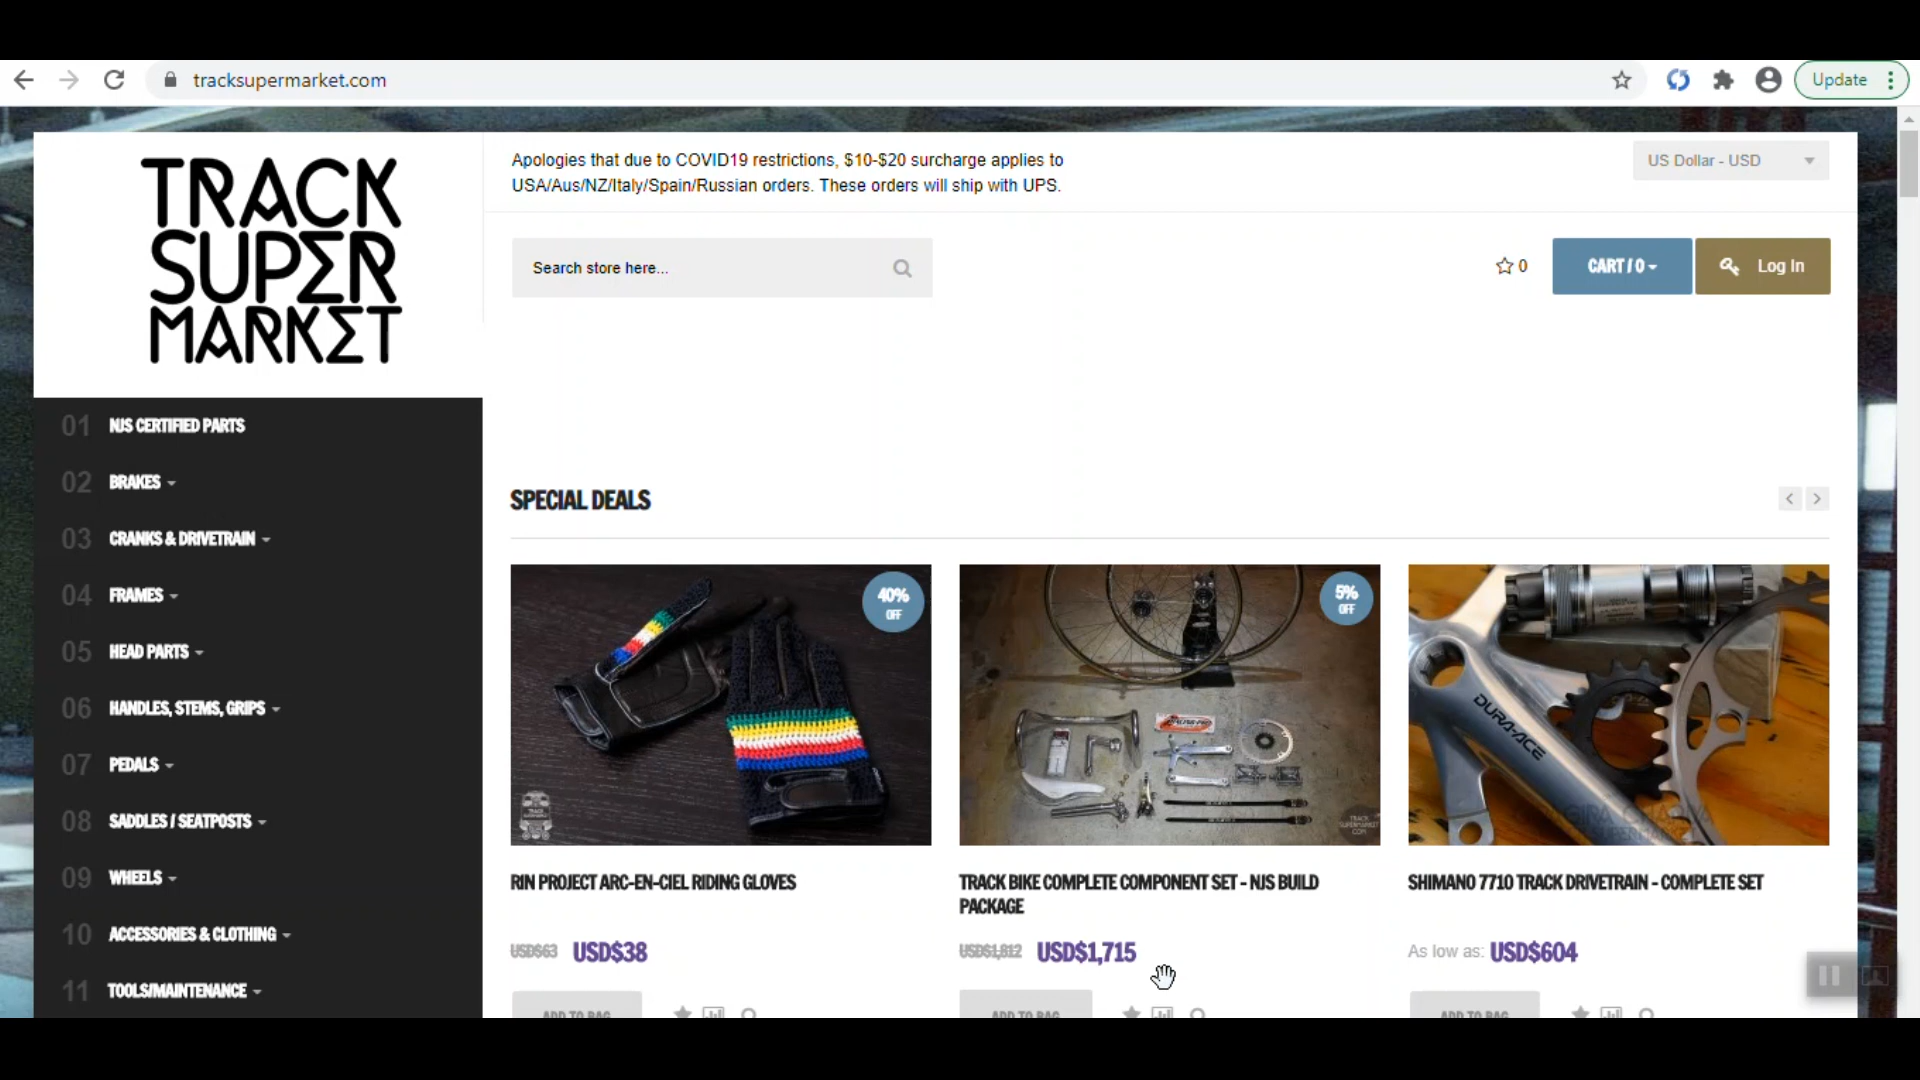 tracksupermarket.com
Update
TRACK
SUPER
MARKET
Apologies that due to COVID19 restrictions, $10-$20 surcharge applies to
USA/Aus/NZ/Italy/Spain/Russian orders. These orders will ship with UPS.
US Dollar - USD
Search store here...
0
CART / 0
Log In
01 NJS CERTIFIED PARTS
02 BRAKES
03 CRANKS & DRIVETRAIN
04 FRAMES
05 HEAD PARTS
06 HANDLES, STEMS, GRIPS
07 PEDALS
08 SADDLES / SEATPOSTS
09 WHEELS
10 ACCESSORIES & CLOTHING
11 TOOLS/MAINTENANCE
SPECIAL DEALS
40%
OFF
5%
OFF
DURA-ACE
TRACK
SUPERMARKET
COM
RIN PROJECT ARC-EN-CIEL RIDING GLOVES
TRACK BIKE COMPLETE COMPONENT SET - NJS BUILD
PACKAGE
SHIMANO 7710 TRACK DRIVETRAIN - COMPLETE SET
USD$63 USD$38
USD$1,812 USD$1,715
As low as: USD$604
ADD TO BAG
ADD TO BAG
ADD TO BAG